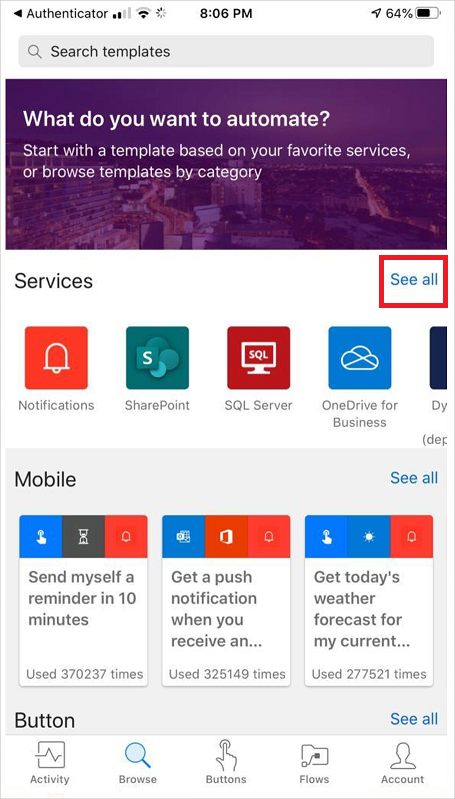 Authenticator 8:06 PM 64%
Search templates
What do you want to automate?
Start with a template based on your favorite services,
or browse templates by category
Services See all
S SQL
Notifications SharePoint SQL Server OneDrive for Dy
Business
(dep
Mobile See all
Send myself a
reminder in 10
minutes
Used 370237 times
Get a push
notification
when you
receive an...
Used 325149 times
Get today's
weather
forecast for
my current...
Used 277521 times
Button See all
Activity Browse Buttons Flows Account